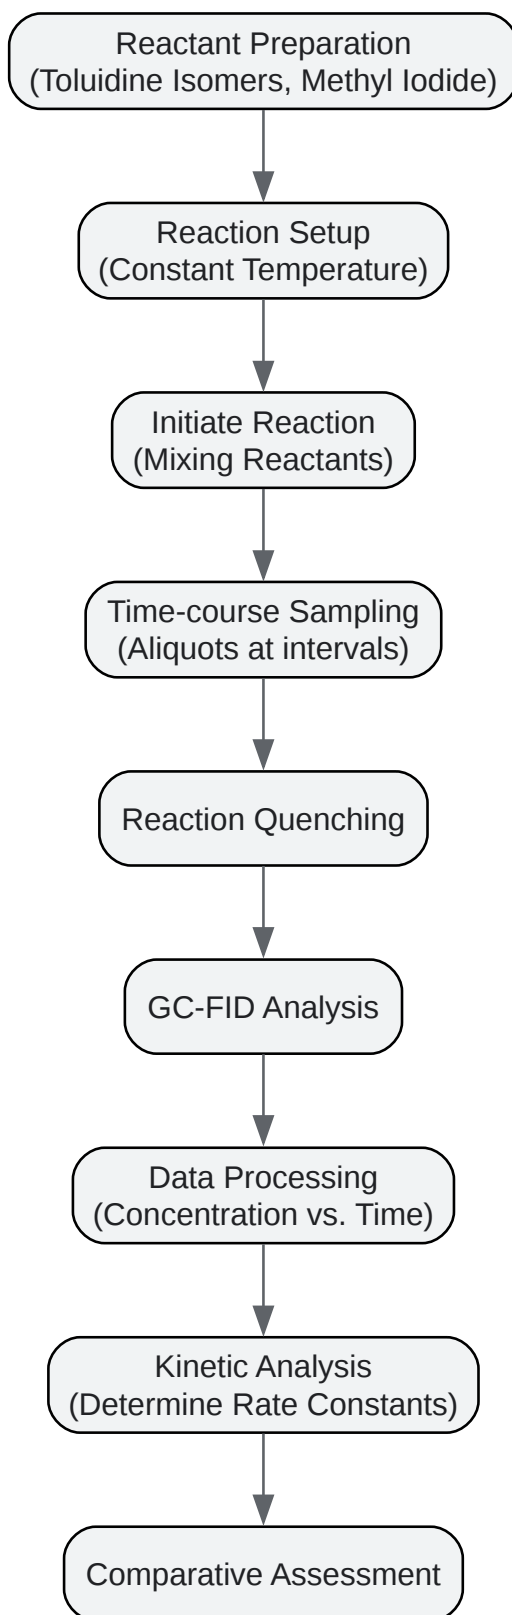 Reactant Preparation
(Toluidine Isomers, Methyl Iodide)
Reaction Setup
(Constant Temperature)
Initiate Reaction
(Mixing Reactants)
Time-course Sampling
(Aliquots at intervals)
Reaction Quenching
GC-FID Analysis
Data Processing
(Concentration vs. Time)
Kinetic Analysis
(Determine Rate Constants)
Comparative Assessment